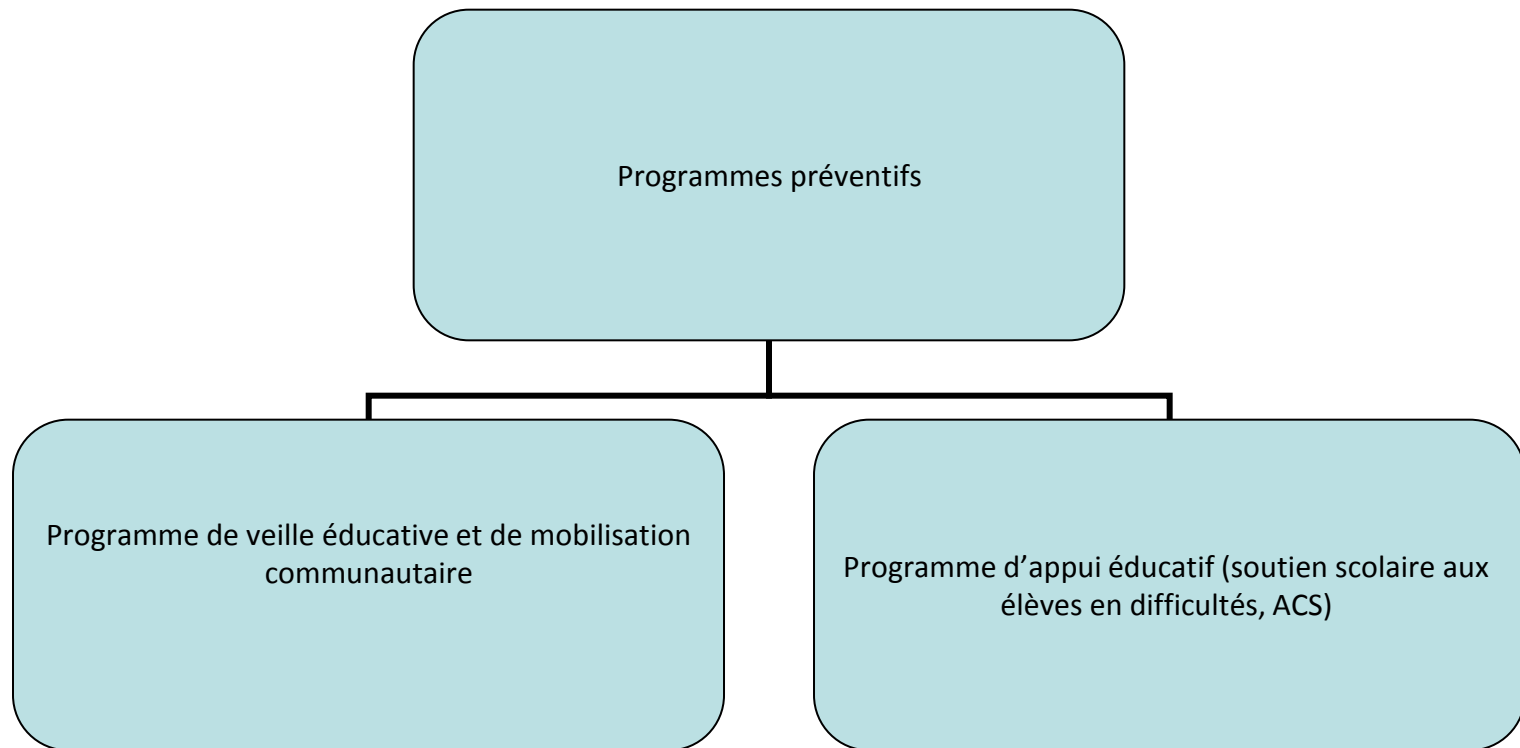 Programmes préventifs
Programme de veille éducative et de mobilisation
communautaire
Programme d’appui éducatif (soutien scolaire aux
élèves en difficultés, ACS)